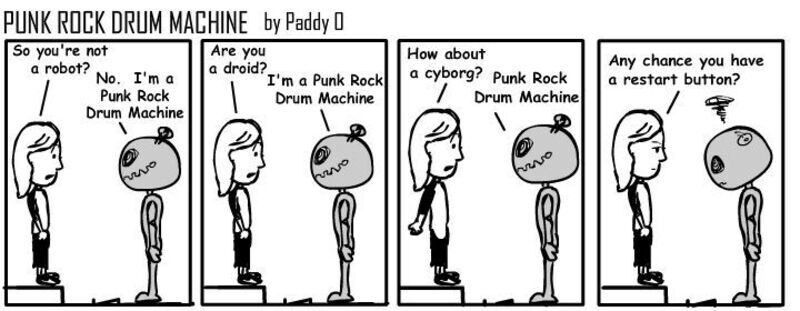 PUNK ROCK DRUM MACHINE by Paddy O
So you're not
a robot?
No. I'm a
Punk Rock
Drum Machine
Are you
a droid?
I'm a Punk Rock
Drum Machine
How about
a cyborg?
Punk Rock
Drum Machine
Any chance you have
a restart button?